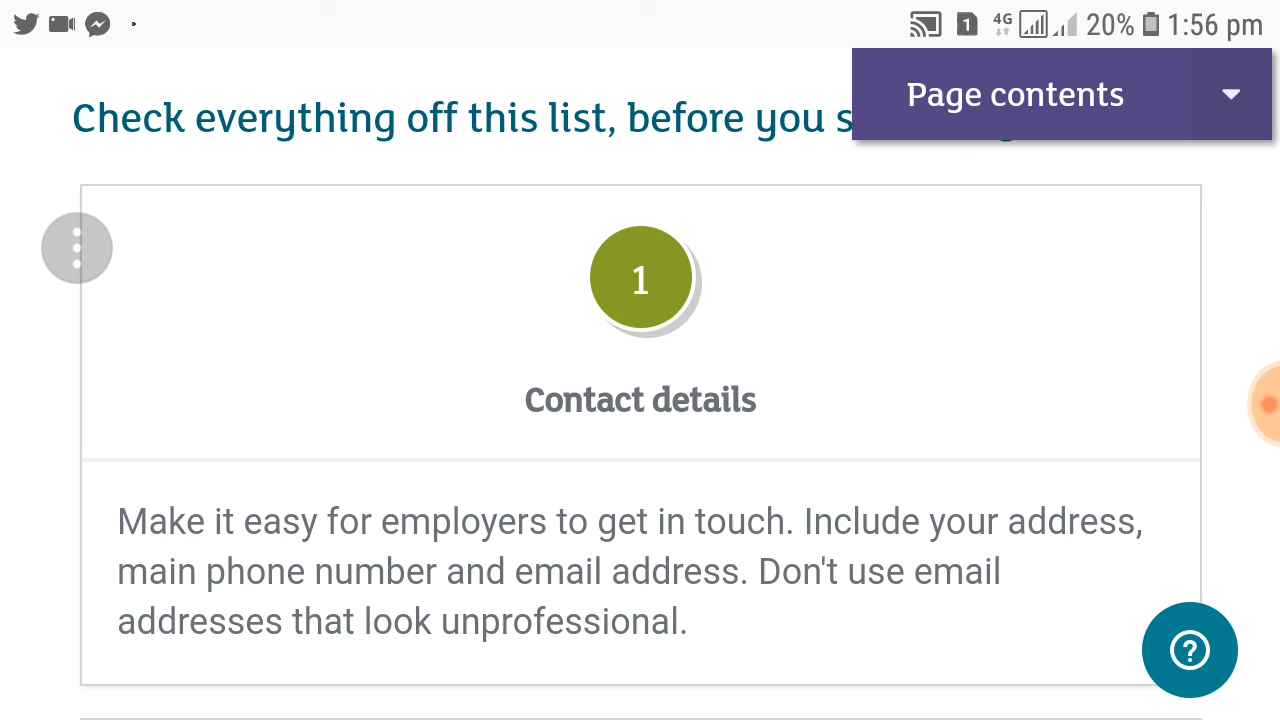 1 4G 20% 1:56 pm
Page contents
Check everything off this list, before you s
1
Contact details
Make it easy for employers to get in touch. Include your address,
main phone number and email address. Don't use email
addresses that look unprofessional.
?